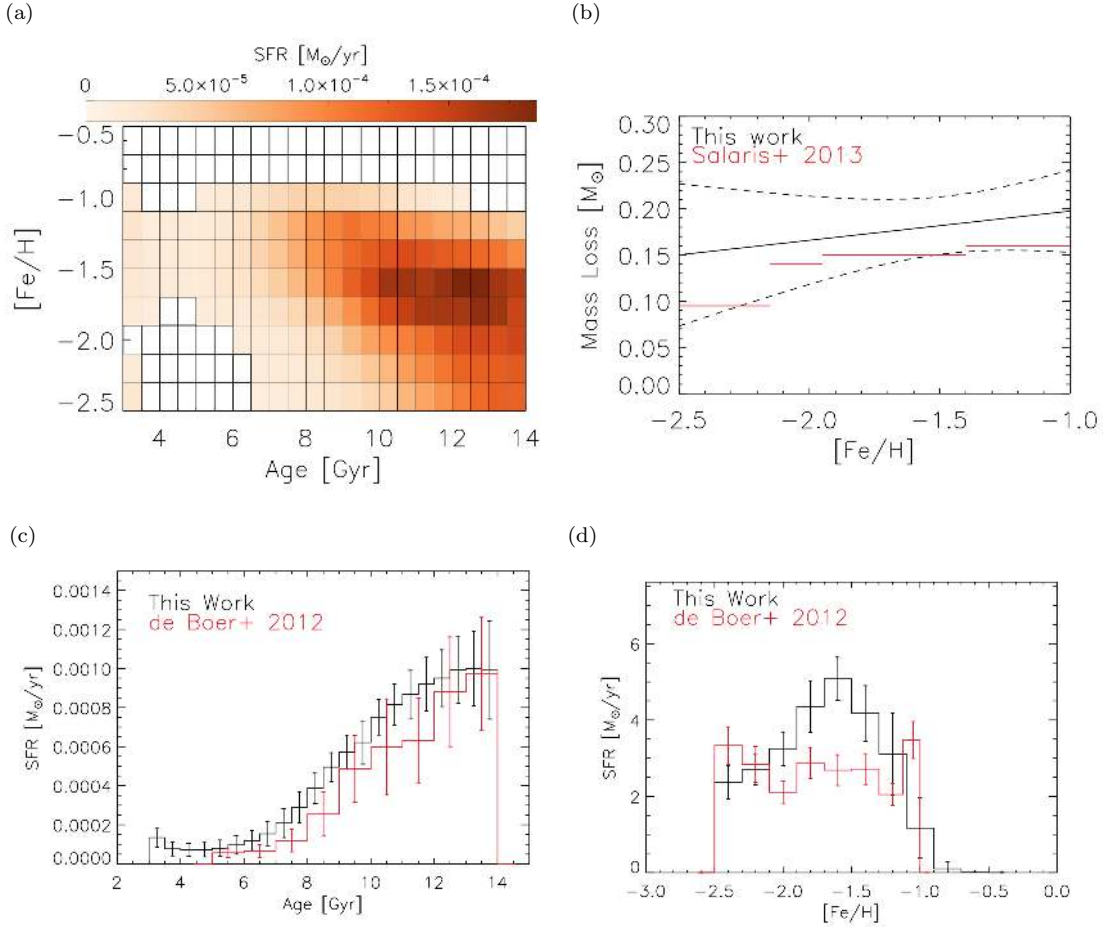 (a)
SFR [M⊙/yr]
0 5.0×10⁻⁵ 1.0×10⁻⁴ 1.5×10⁻⁴
−0.5
−1.0
−1.5
−2.0
−2.5
[Fe/H]
4 6 8 10 12 14
Age [Gyr]
(b)
This work
Salaris+ 2013
0.30
0.25
0.20
0.15
0.10
0.05
0.00
Mass Loss [M⊙]
−2.5 −2.0 −1.5 −1.0
[Fe/H]
(c)
This Work
de Boer+ 2012
0.0014
0.0012
0.0010
0.0008
0.0006
0.0004
0.0002
0.0000
SFR [M⊙/yr]
2 4 6 8 10 12 14
Age [Gyr]
(d)
This Work
de Boer+ 2012
6
4
2
0
SFR [M⊙/yr]
−3.0 −2.5 −2.0 −1.5 −1.0 −0.5 0.0
[Fe/H]